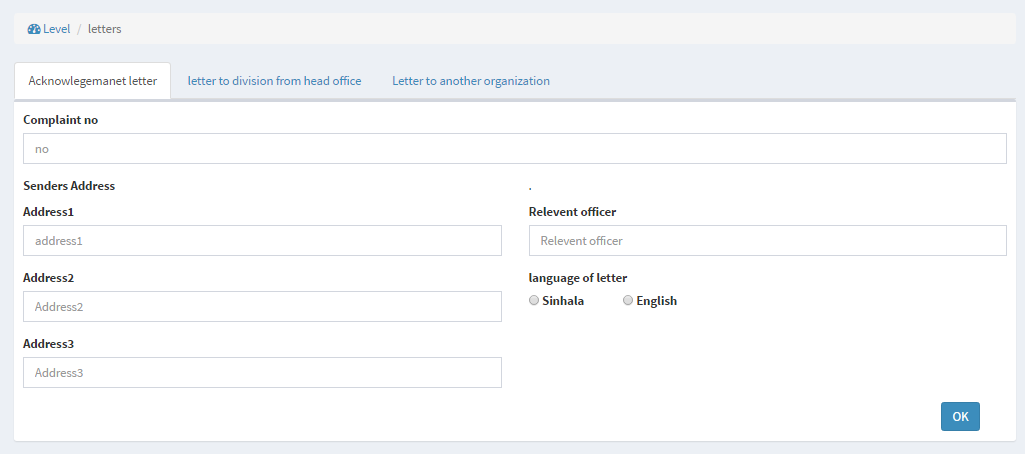 Level / letters
Acknowlegemanet letter letter to division from head office Letter to another organization
Complaint no
no
Senders Address .
Address1 Relevent officer
address1 Relevent officer
Address2 language of letter
Address2 Sinhala English
Address3
Address3
OK